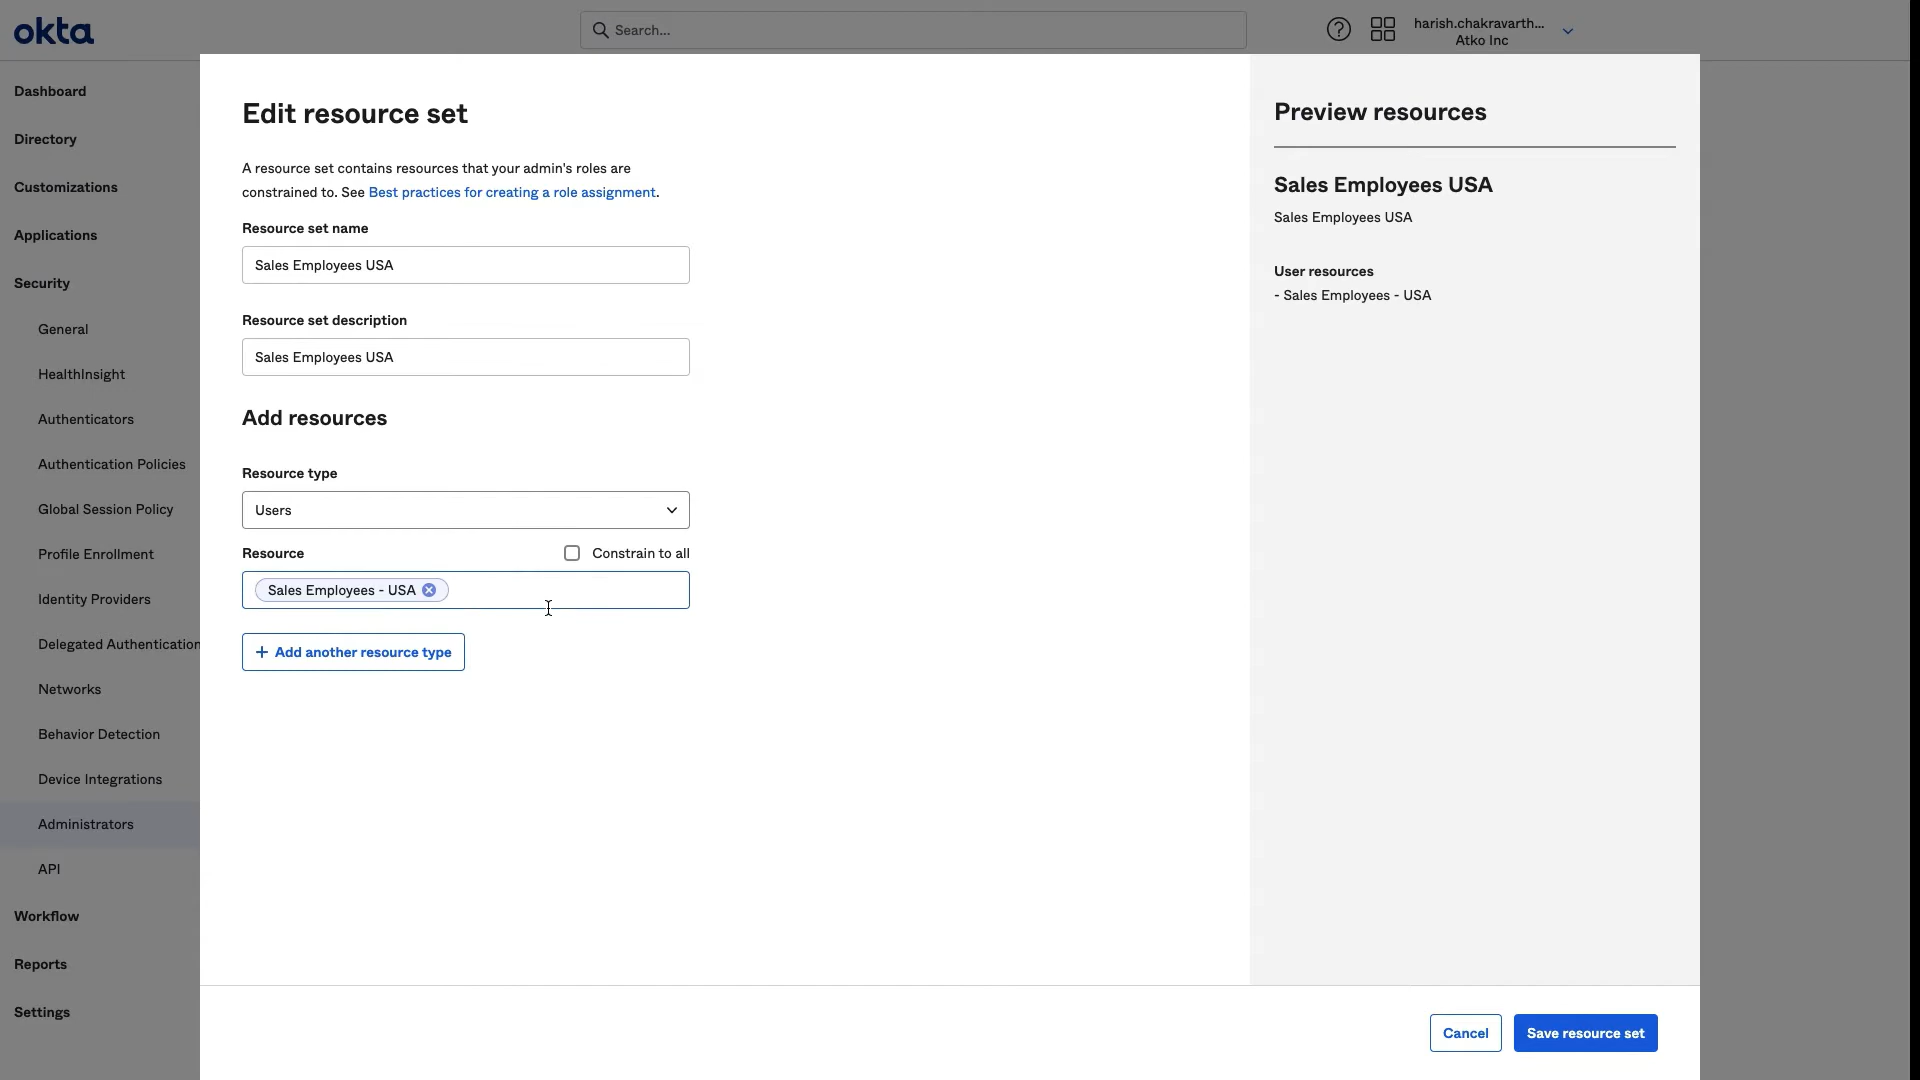 okta
Search...
harish.chakravarth...
Atko Inc
Dashboard
Directory
Customizations
Applications
Security
General
HealthInsight
Authenticators
Authentication Policies
Global Session Policy
Profile Enrollment
Identity Providers
Delegated Authentication
Networks
Behavior Detection
Device Integrations
Administrators
API
Workflow
Reports
Settings
Edit resource set
A resource set contains resources that your admin's roles are
constrained to. See Best practices for creating a role assignment.
Resource set name
Sales Employees USA
Resource set description
Sales Employees USA
Add resources
Resource type
Users
Resource
Constrain to all
Sales Employees - USA
+ Add another resource type
Preview resources
Sales Employees USA
Sales Employees USA
User resources
- Sales Employees - USA
Cancel
Save resource set